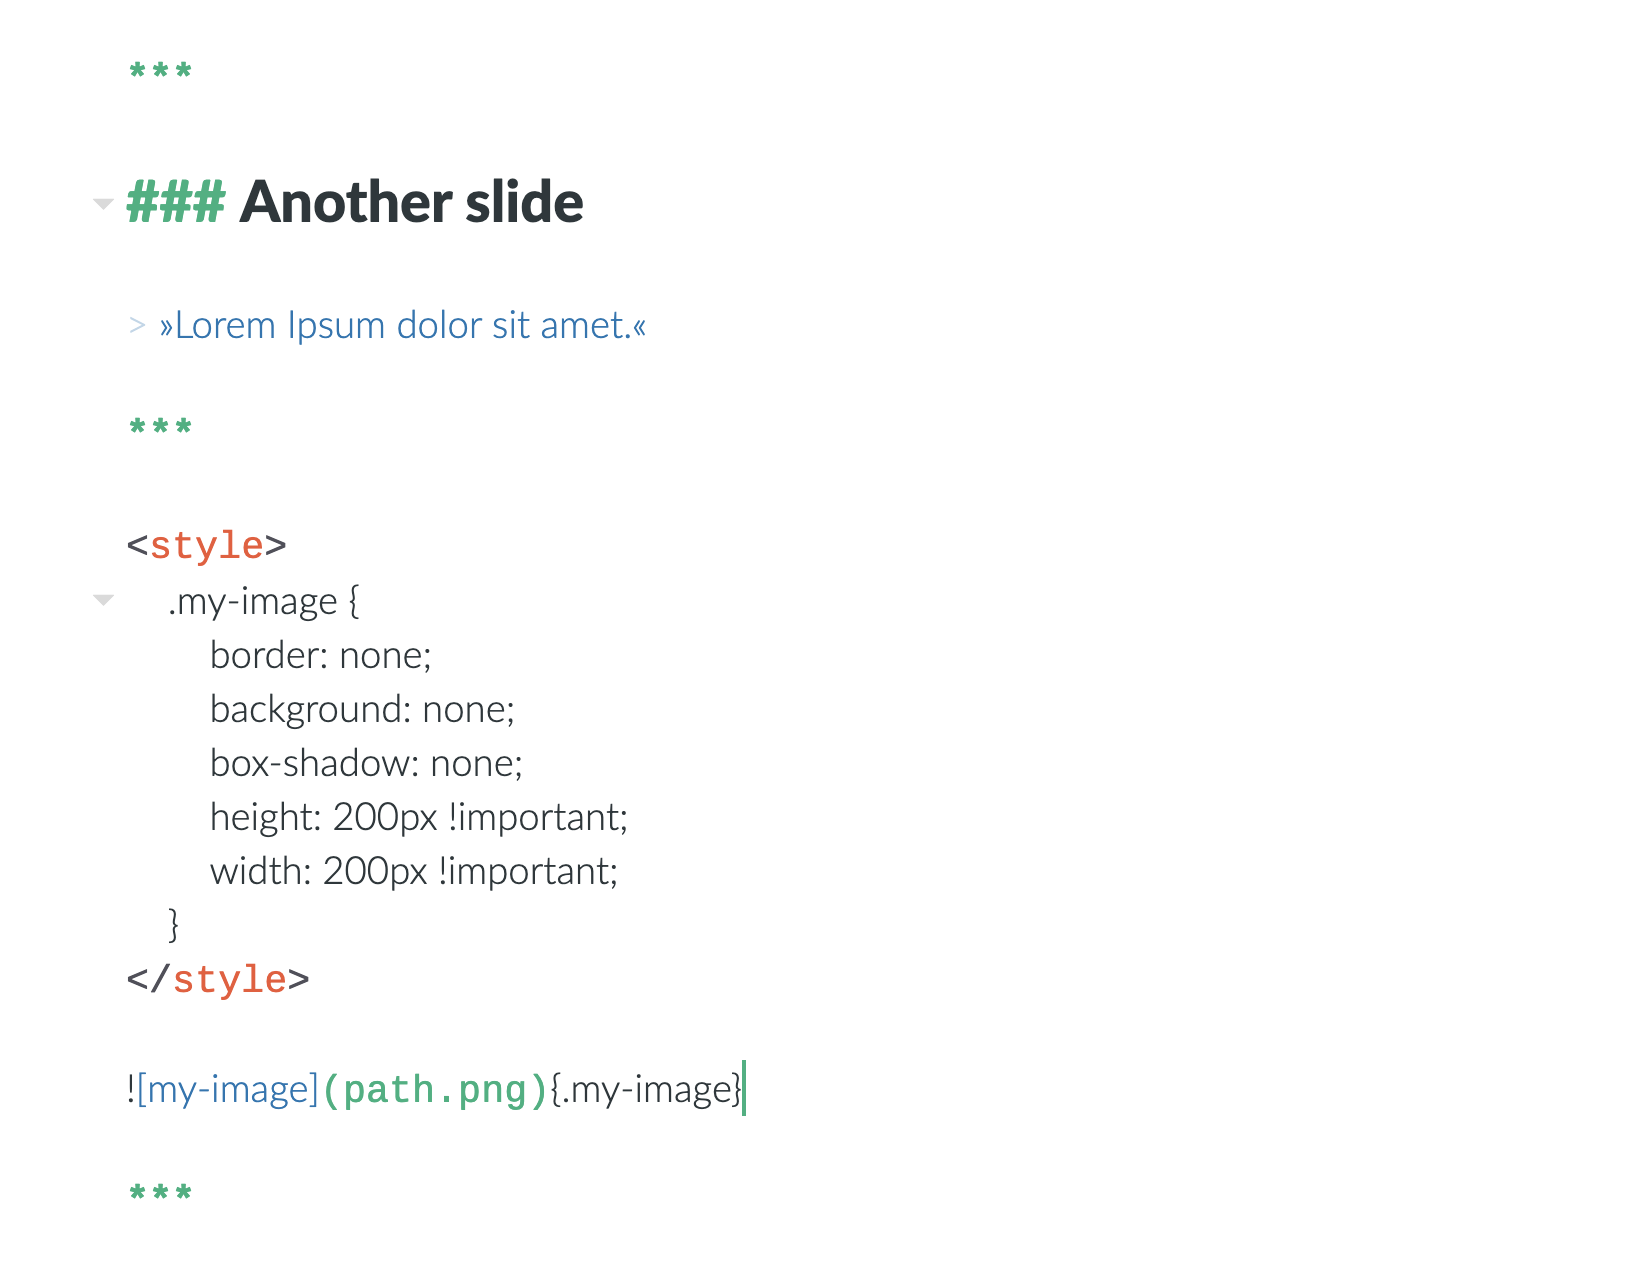 ***
### Another slide
> »Lorem Ipsum dolor sit amet.«
***
<style>
.my-image {
border: none;
background: none;
box-shadow: none;
height: 200px !important;
width: 200px !important;
}
</style>
![my-image](path.png){.my-image}
***